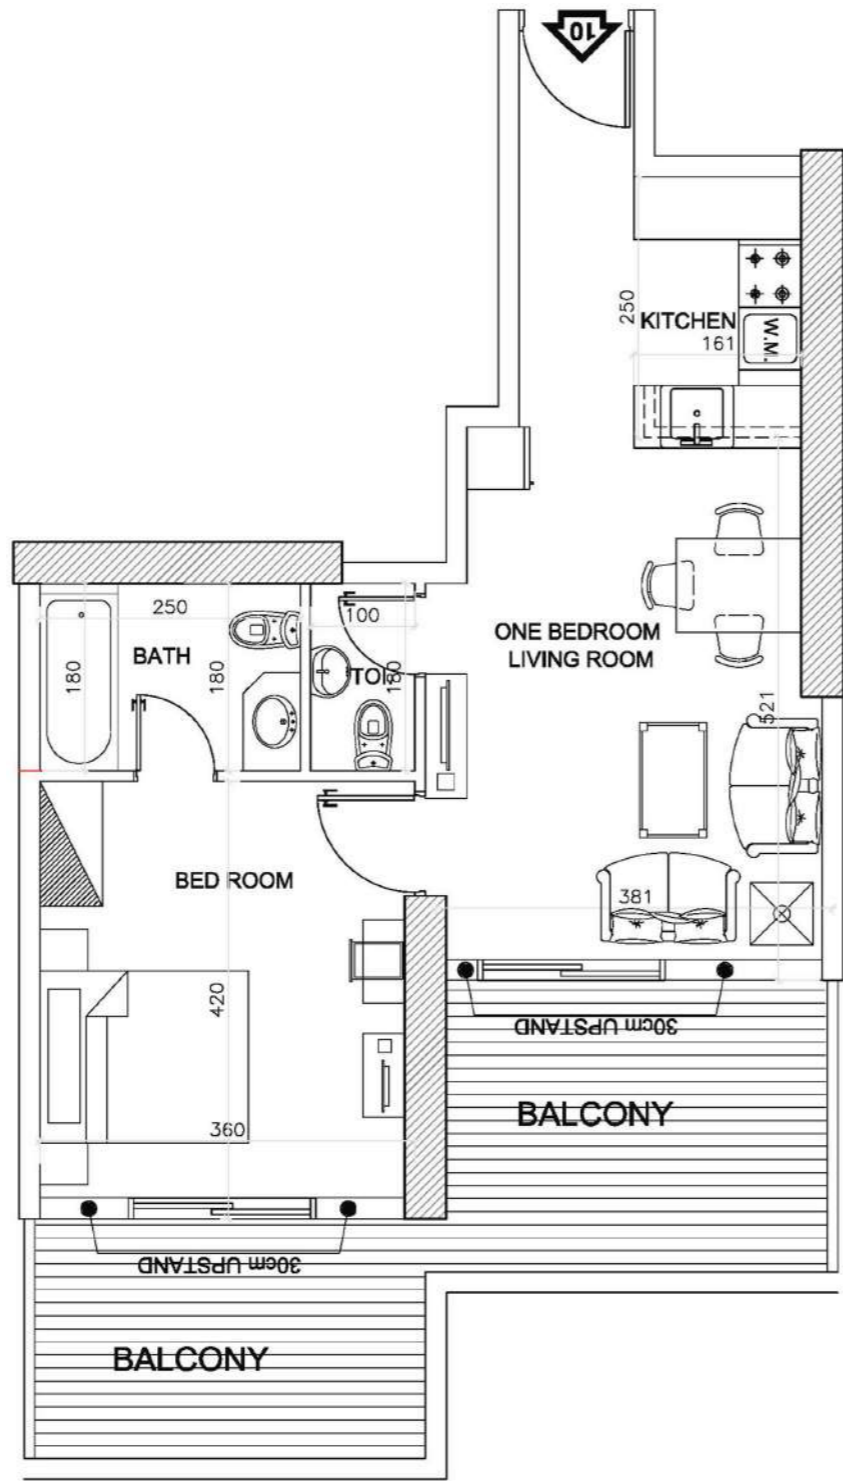 10
250
KITCHEN
161
W.M.
250
100
BATH
ONE BEDROOM
LIVING ROOM
180
180
TOI.
180
521
BED ROOM
381
420
30cm UPSTAND
BALCONY
360
30cm UPSTAND
BALCONY